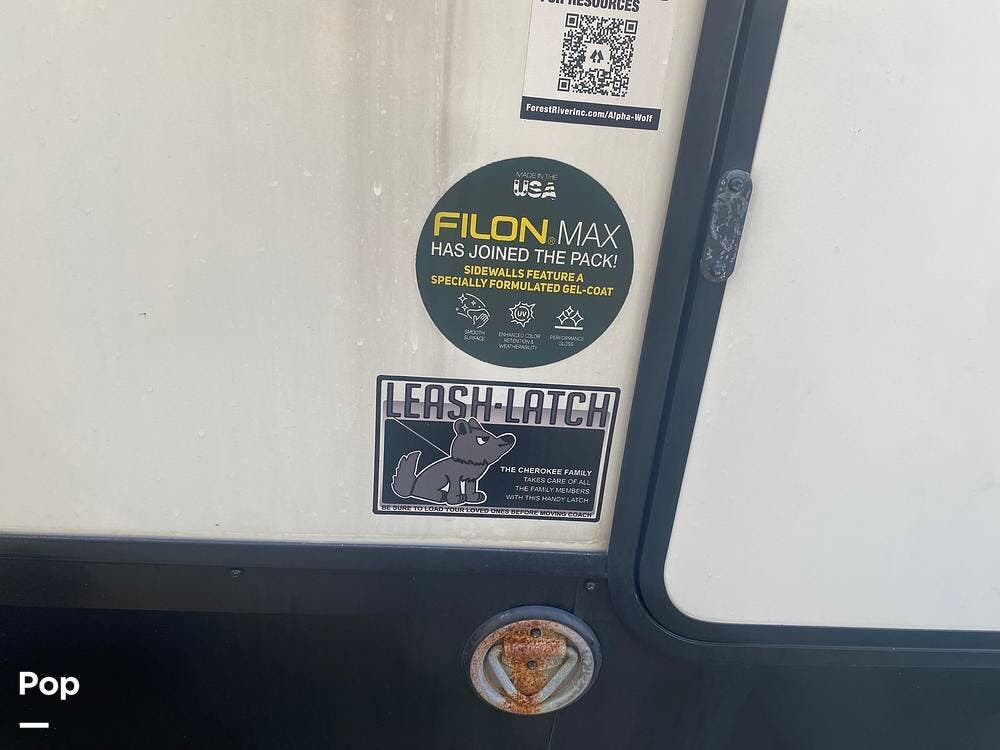 FOR RESOURCES
ForestRiverInc.com/Alpha-Wolf
MADE IN THE
USA
FILON® MAX
HAS JOINED THE PACK!
SIDEWALLS FEATURE A
SPECIALLY FORMULATED GEL-COAT
UV
SMOOTH
SURFACE
ENHANCED COLOR
RETENTION &
WEATHERABILITY
PERFORMANCE
GLOSS
LEASH·LATCH
THE CHEROKEE FAMILY
TAKES CARE OF ALL
THE FAMILY MEMBERS
WITH THIS HANDY LATCH
BE SURE TO LOAD YOUR LOVED ONES BEFORE MOVING COACH
Pop